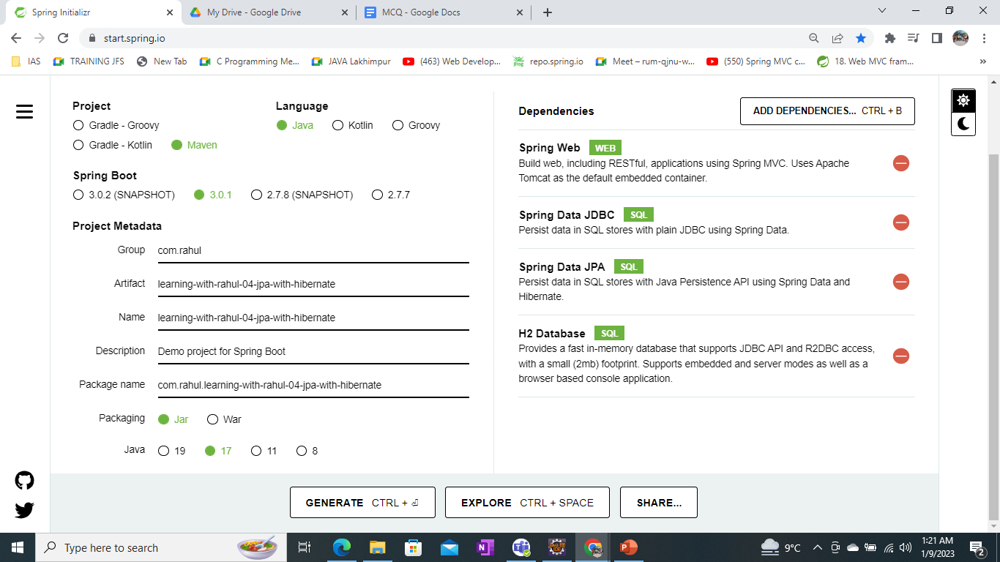 Spring Initializr
My Drive - Google Drive
MCQ - Google Docs
start.spring.io
IAS
TRAINING JFS
New Tab
C Programming Me...
JAVA Lakhimpur
(463) Web Develop...
repo.spring.io
Meet – rum-qjnu-w...
(550) Spring MVC c...
18. Web MVC fram...
Project
Gradle - Groovy
Gradle - Kotlin Maven
Language
Java Kotlin Groovy
Spring Boot
3.0.2 (SNAPSHOT) 3.0.1 2.7.8 (SNAPSHOT) 2.7.7
Project Metadata
Group com.rahul
Artifact learning-with-rahul-04-jpa-with-hibernate
Name learning-with-rahul-04-jpa-with-hibernate
Description Demo project for Spring Boot
Package name com.rahul.learning-with-rahul-04-jpa-with-hibernate
Packaging Jar War
Java 19 17 11 8
Dependencies
ADD DEPENDENCIES... CTRL + B
Spring Web WEB
Build web, including RESTful, applications using Spring MVC. Uses Apache
Tomcat as the default embedded container.
Spring Data JDBC SQL
Persist data in SQL stores with plain JDBC using Spring Data.
Spring Data JPA SQL
Persist data in SQL stores with Java Persistence API using Spring Data and
Hibernate.
H2 Database SQL
Provides a fast in-memory database that supports JDBC API and R2DBC access,
with a small (2mb) footprint. Supports embedded and server modes as well as a
browser based console application.
GENERATE CTRL + ⏎
EXPLORE CTRL + SPACE
SHARE...
Type here to search
9°C
1:21 AM
1/9/2023
2